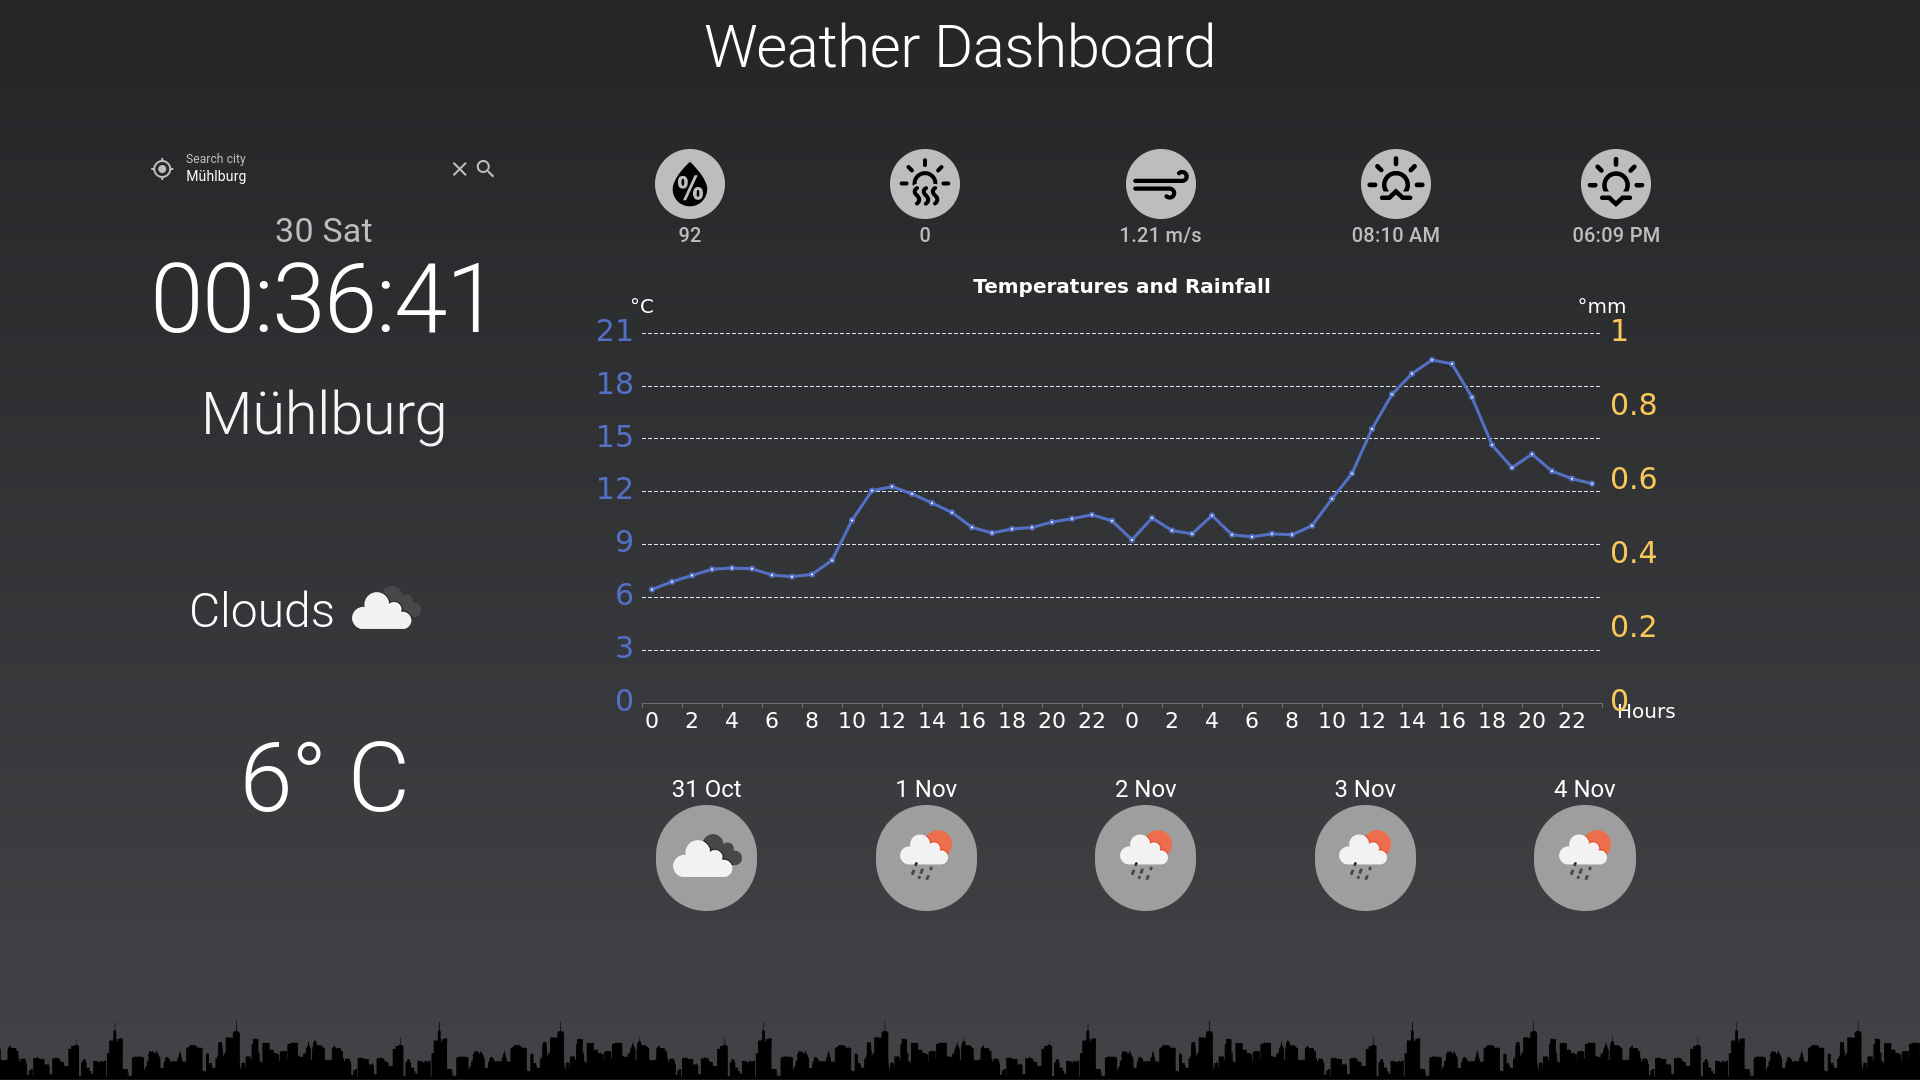 Weather Dashboard
Search city
Mühlburg
30 Sat
00:36:41
Mühlburg
Clouds
6° C
%
92
0
1.21 m/s
08:10 AM
06:09 PM
Temperatures and Rainfall
°C
°mm
21
18
15
12
9
6
3
0
1
0.8
0.6
0.4
0.2
0
0 2 4 6 8 10 12 14 16 18 20 22 0 2 4 6 8 10 12 14 16 18 20 22
Hours
31 Oct
1 Nov
2 Nov
3 Nov
4 Nov